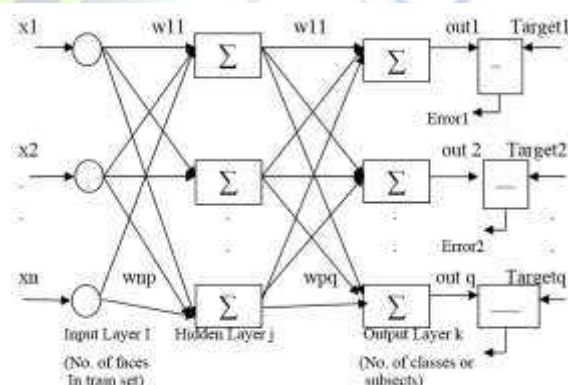 x1 w11 w11 out1 Target1
Σ Σ
Error1
x2 out 2 Target2
Σ Σ
Error2
xn wnp wpq out q Targetq
Σ Σ
Input Layer I Hidden Layer j Output Layer k
(No. of faces (No. of classes or
In train set) subjects)